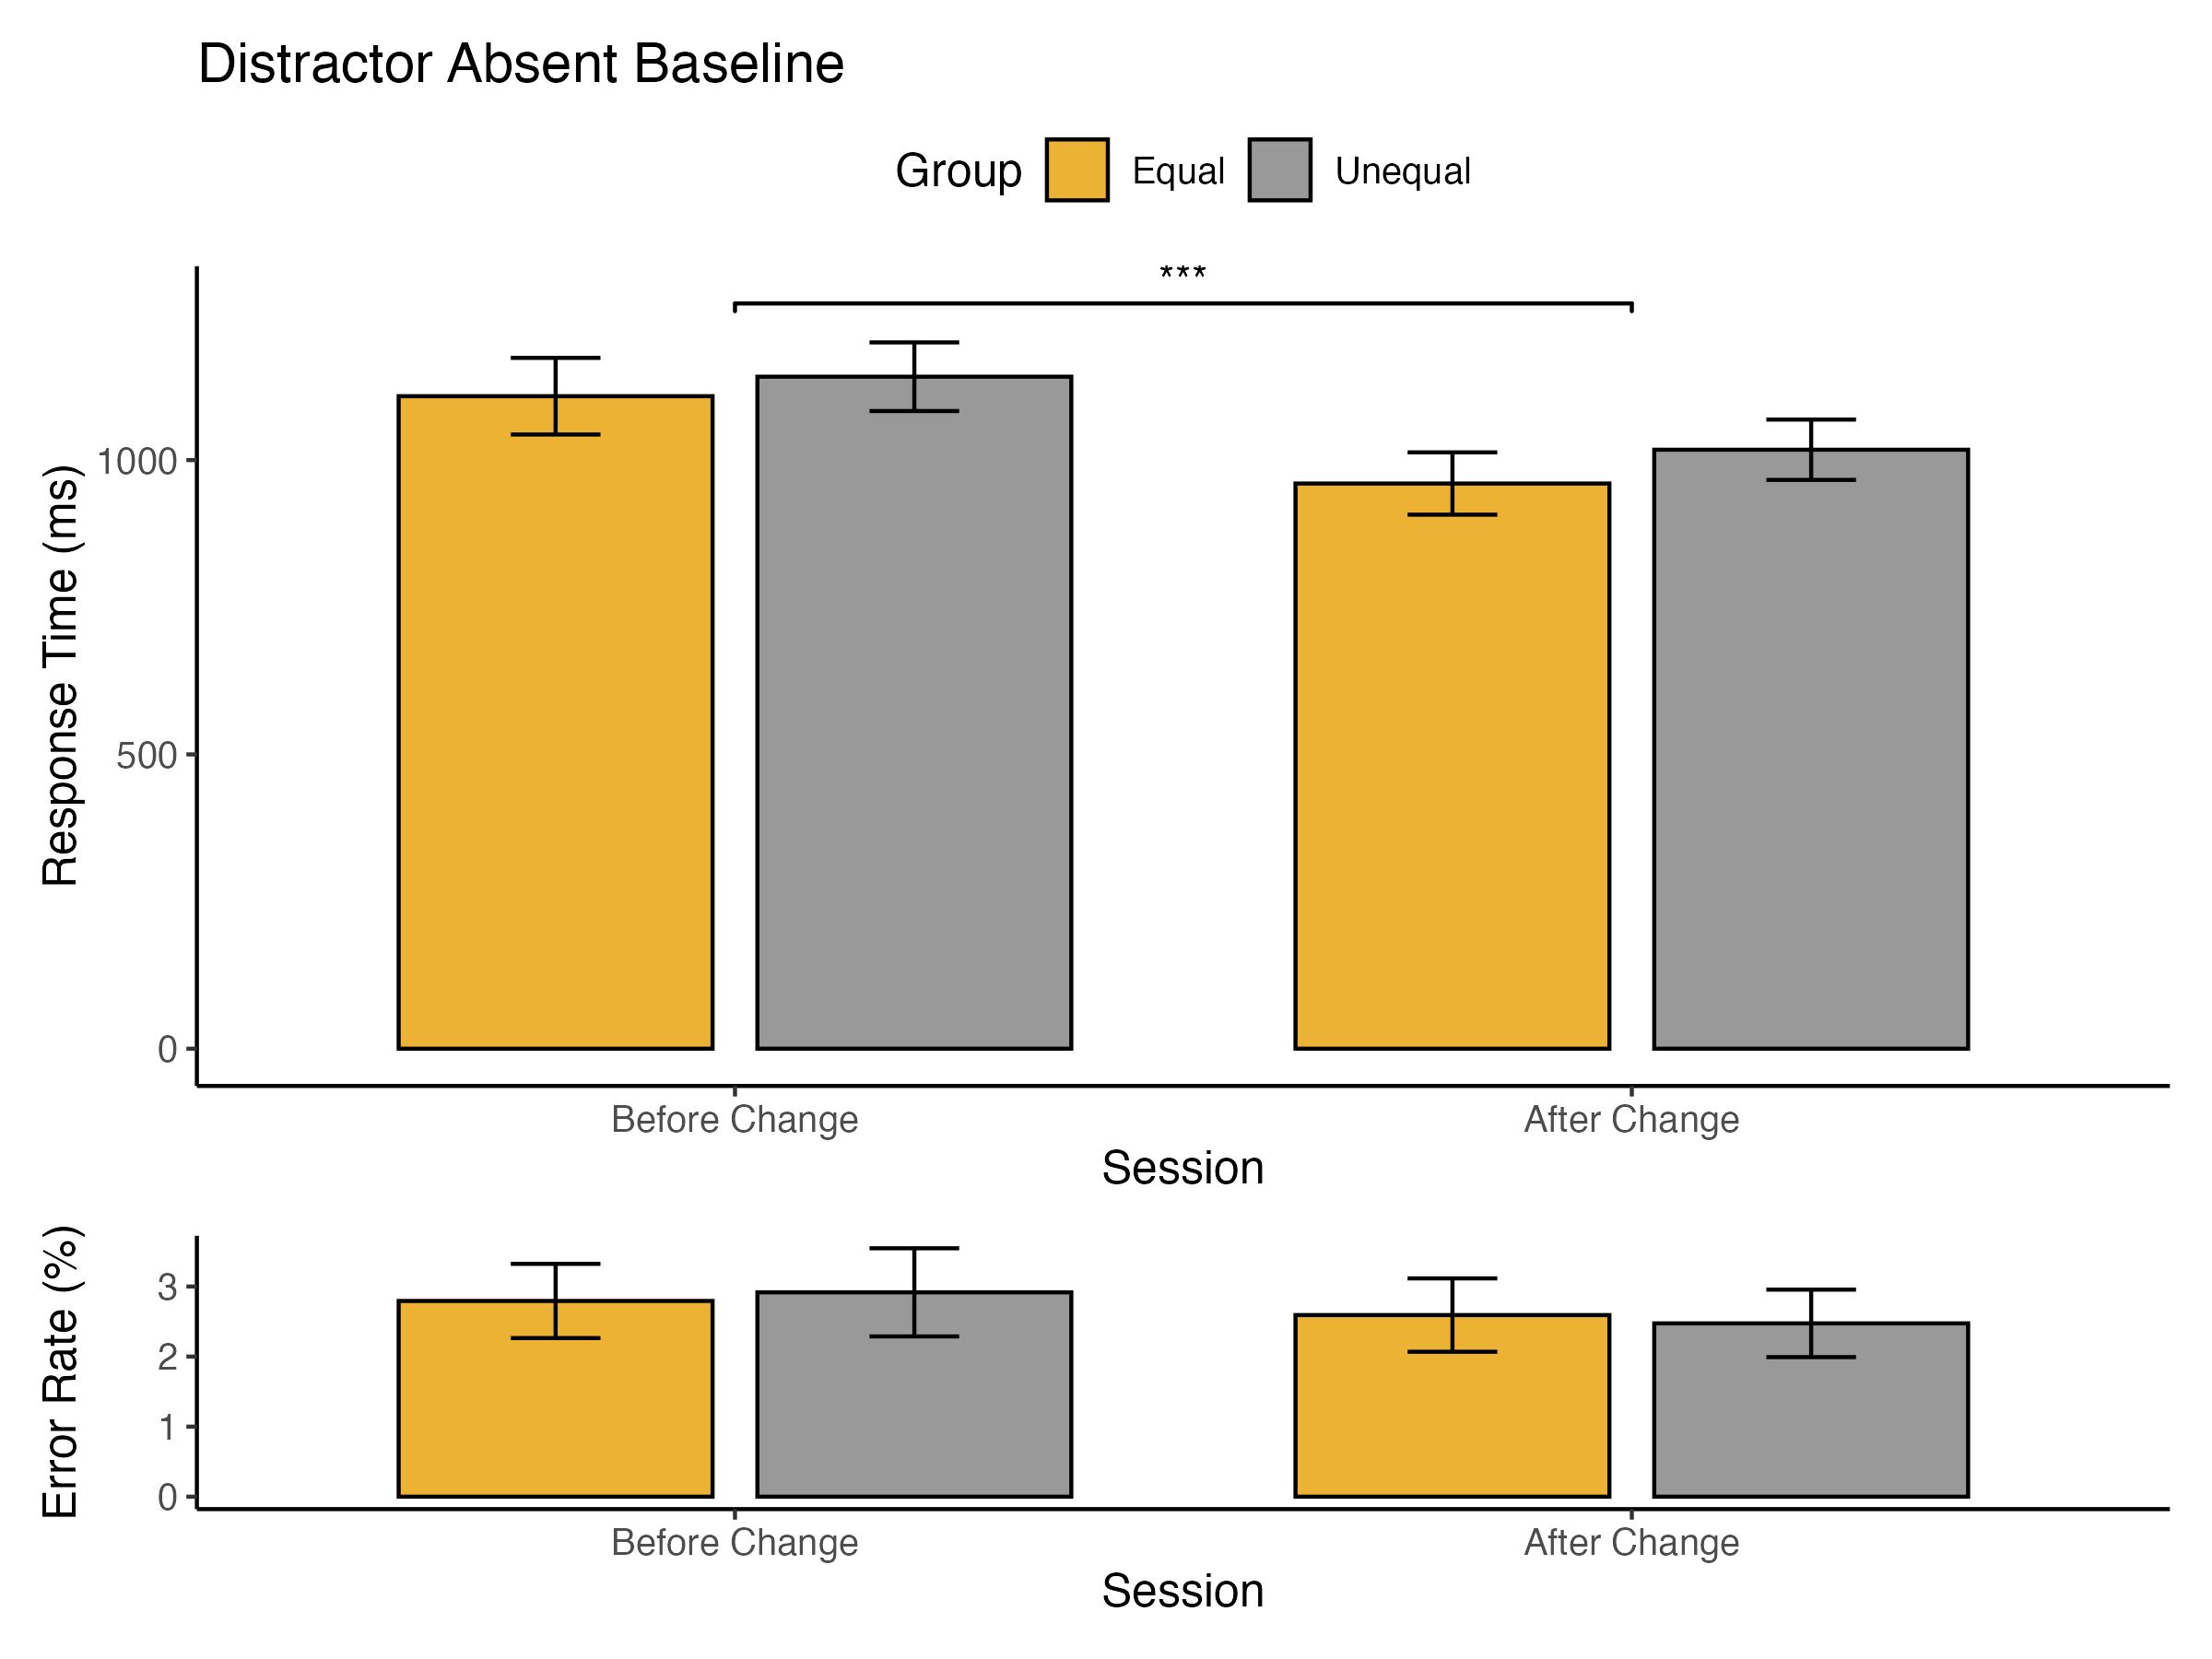 Distractor Absent Baseline
Group Equal Unequal
***
Response Time (ms)
1000
500
0
Before Change After Change
Session
Error Rate (%)
3
2
1
0
Before Change After Change
Session